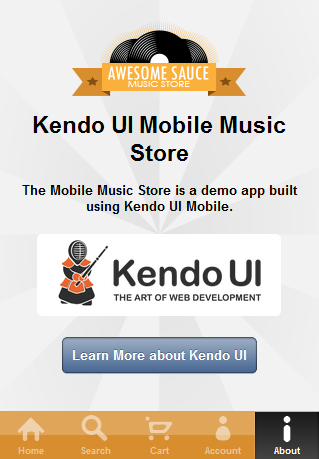 AWESOME SAUCE
MUSIC STORE
Kendo UI Mobile Music
Store
The Mobile Music Store is a demo app built
using Kendo UI Mobile.
Kendo UI
THE ART OF WEB DEVELOPMENT
Learn More about Kendo UI
Home Search Cart Account About